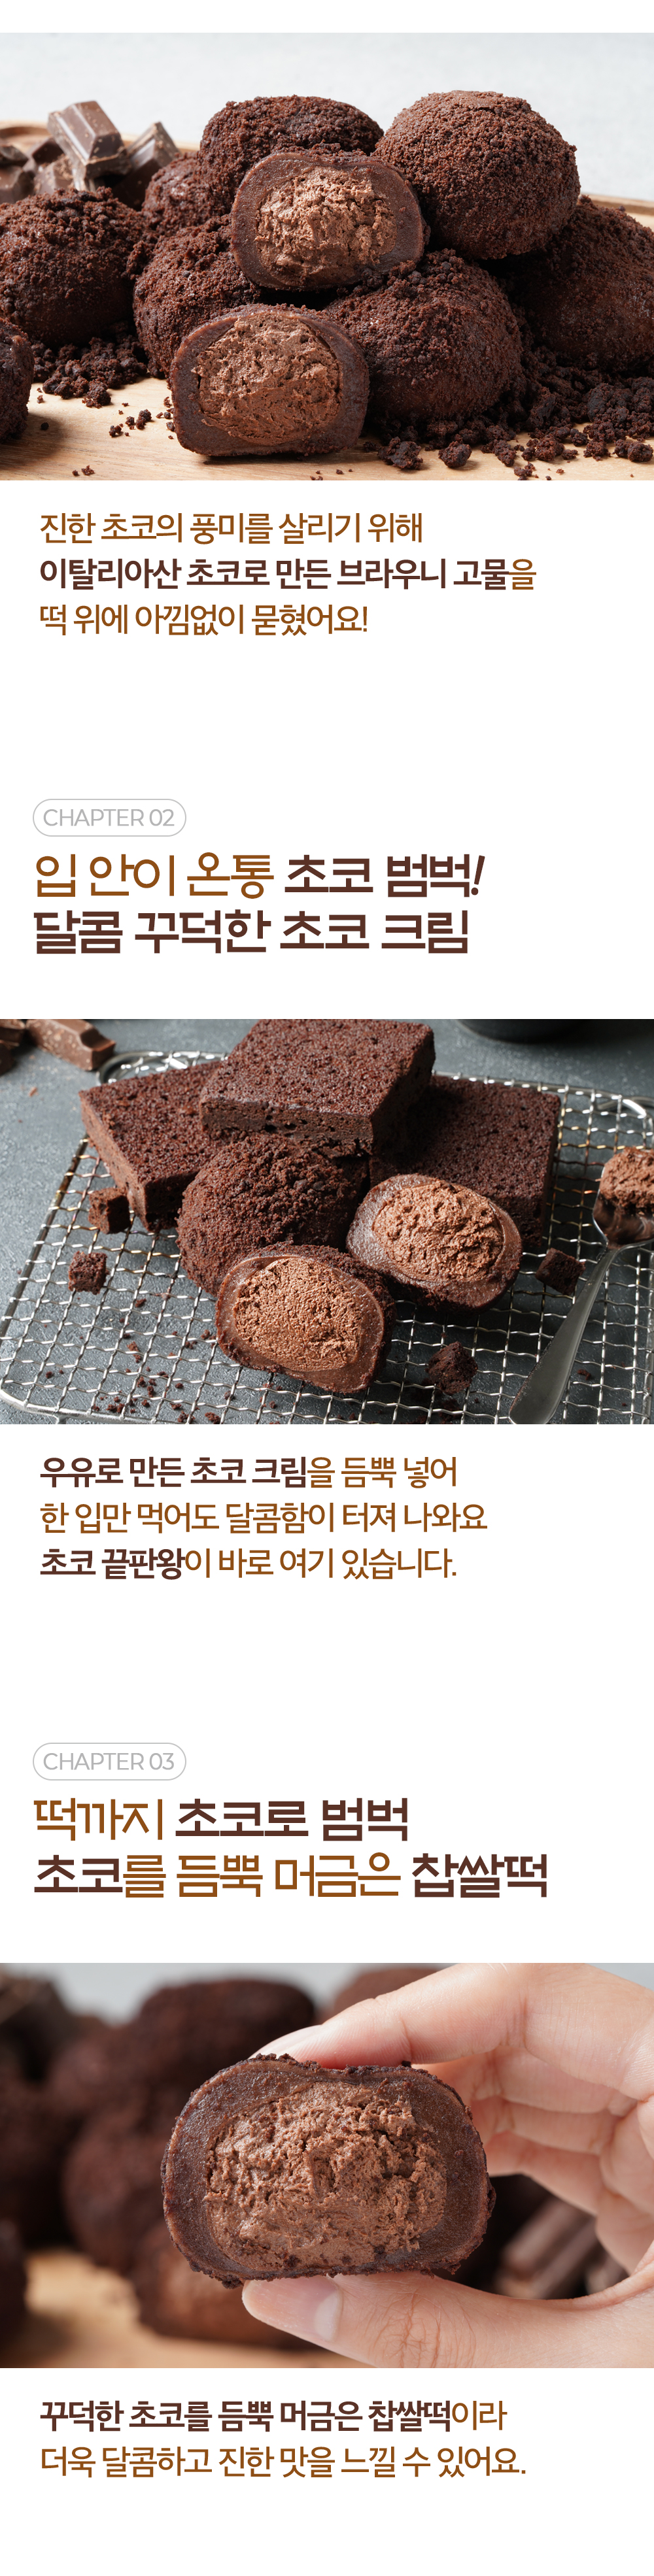 진한 초코의 풍미를 살리기 위해
이탈리아산 초코로 만든 브라우니 고물을
떡 위에 아낌없이 묻혔어요!
CHAPTER 02
입 안이 온통 초코 범벅!
달콤 꾸덕한 초코 크림
우유로 만든 초코 크림을 듬뿍 넣어
한 입만 먹어도 달콤함이 터져 나와요
초코 끝판왕이 바로 여기 있습니다.
CHAPTER 03
떡까지 초코로 범벅
초코를 듬뿍 머금은 찹쌀떡
꾸덕한 초코를 듬뿍 머금은 찹쌀떡이라
더욱 달콤하고 진한 맛을 느낄 수 있어요.